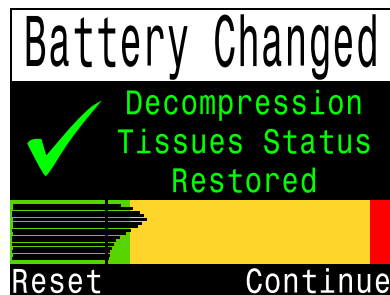 Battery Changed
Decompression
Tissues Status
Restored
Reset Continue